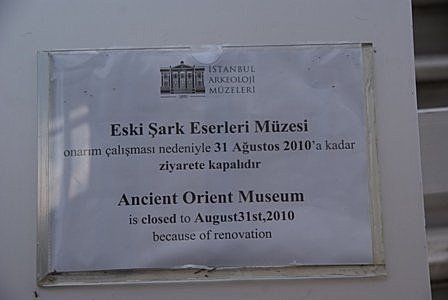 İSTANBUL
ARKEOLOJİ
MÜZELERİ
Eski Şark Eserleri Müzesi
onarım çalışması nedeniyle 31 Ağustos 2010'a kadar
ziyarete kapalıdır
Ancient Orient Museum
is closed to August31st,2010
because of renovation